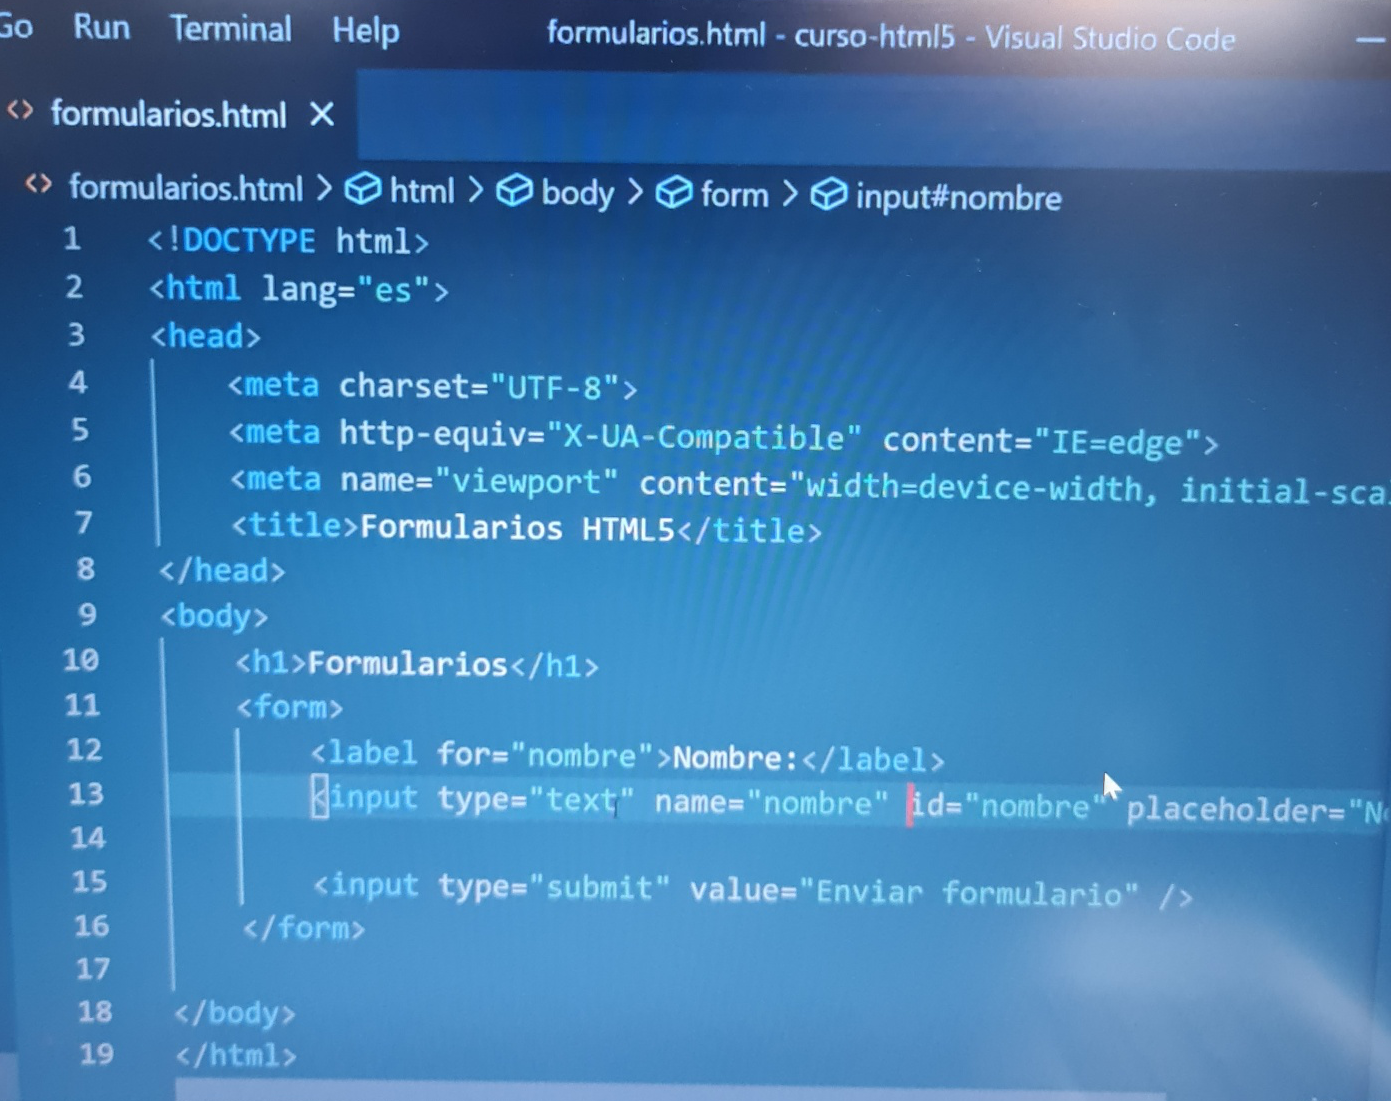 Go Run Terminal Help formularios.html - curso-html5 - Visual Studio Code
<> formularios.html X
<> formularios.html > html > body > form > input#nombre
1 <!DOCTYPE html>
2 <html lang="es">
3 <head>
4 <meta charset="UTF-8">
5 <meta http-equiv="X-UA-Compatible" content="IE=edge">
6 <meta name="viewport" content="width=device-width, initial-sca
7 <title>Formularios HTML5</title>
8 </head>
9 <body>
10 <h1>Formularios</h1>
11 <form>
12 <label for="nombre">Nombre:</label>
13 <input type="text" name="nombre" id="nombre" placeholder="N
14
15 <input type="submit" value="Enviar formulario" />
16 </form>
17
18 </body>
19 </html>